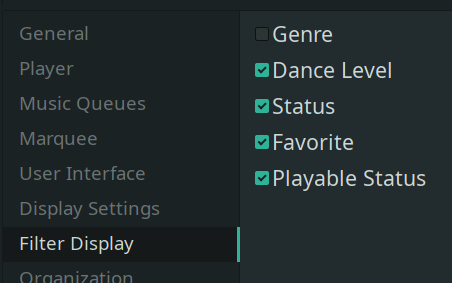 General
Player
Music Queues
Marquee
User Interface
Display Settings
Filter Display
Organization
Genre
Dance Level
Status
Favorite
Playable Status